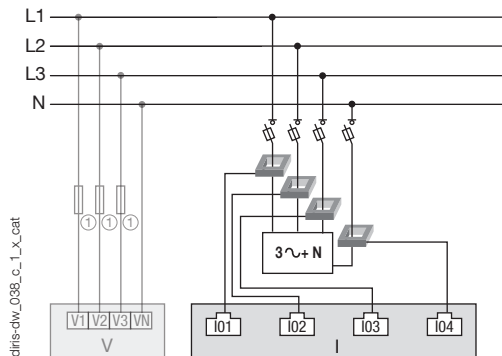 L1
L2
L3
N
1 1 1
3∿+ N
V1 V2 V3 VN
V
I01 I02 I03 I04
I
diris-dw_038_c_1_x_cat